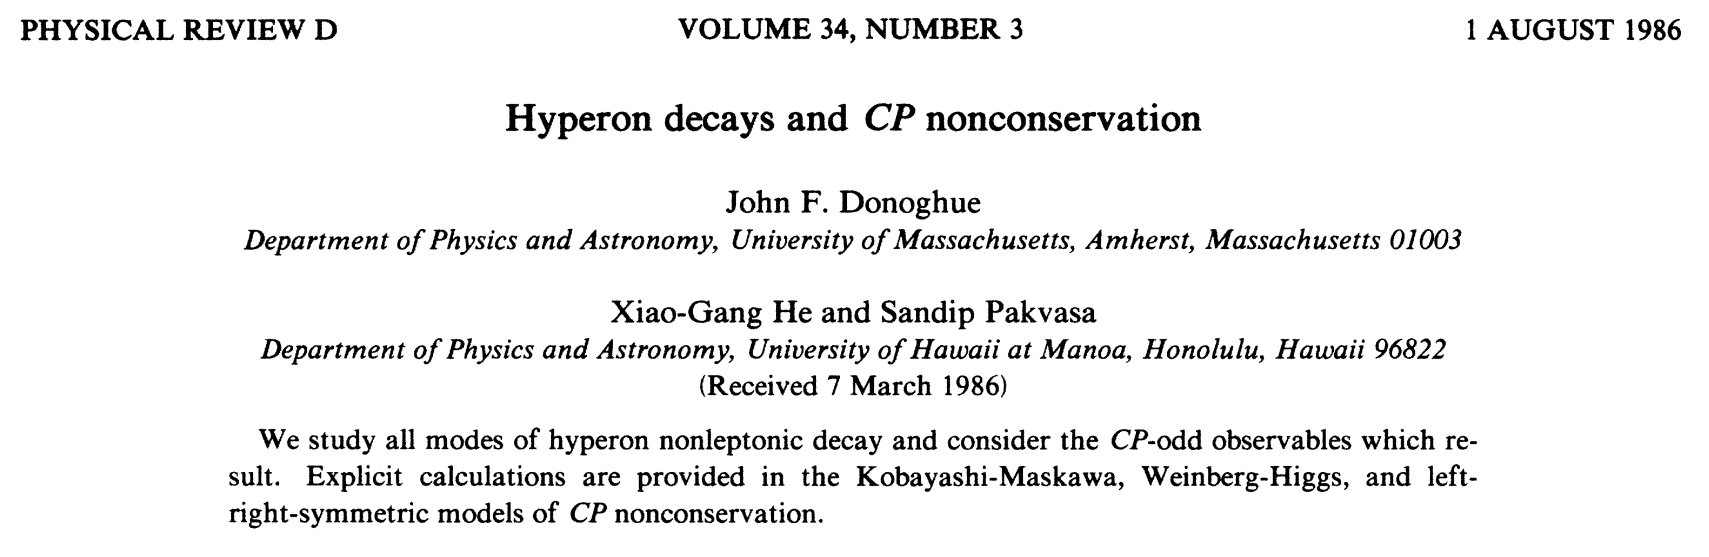 PHYSICAL REVIEW D VOLUME 34, NUMBER 3 1 AUGUST 1986
Hyperon decays and CP nonconservation
John F. Donoghue
Department of Physics and Astronomy, University of Massachusetts, Amherst, Massachusetts 01003
Xiao-Gang He and Sandip Pakvasa
Department of Physics and Astronomy, University of Hawaii at Manoa, Honolulu, Hawaii 96822
(Received 7 March 1986)
We study all modes of hyperon nonleptonic decay and consider the CP-odd observables which re-
sult. Explicit calculations are provided in the Kobayashi-Maskawa, Weinberg-Higgs, and left-
right-symmetric models of CP nonconservation.